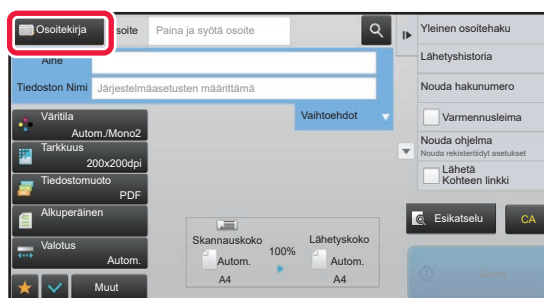 Osoitekirja
soite
Paina ja syötä osoite
Aihe
Tiedoston Nimi
Järjestelmäasetusten määrittämä
Väritila
Autom./Mono2
Tarkkuus
200x200dpi
Tiedostomuoto
PDF
Alkuperäinen
Valotus
Autom.
Muut
Vaihtoehdot
Skannauskoko
Autom.
A4
100%
Lähetyskoko
Autom.
A4
Yleinen osoitehaku
Lähetyshistoria
Nouda hakunumero
Varmennusleima
Nouda ohjelma
Nouda rekisteröidyt asetukset
Lähetä
Kohteen linkki
Esikatselu
CA
Aloita